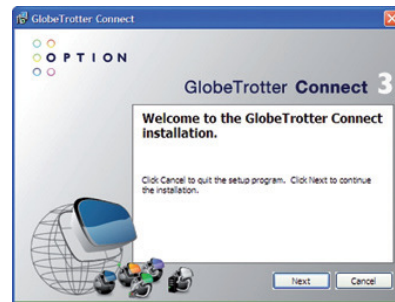 GlobeTrotter Connect
OPTION
GlobeTrotter Connect 3
Welcome to the GlobeTrotter Connect
installation.
Click Cancel to quit the setup program. Click Next to continue
the installation.
Next Cancel